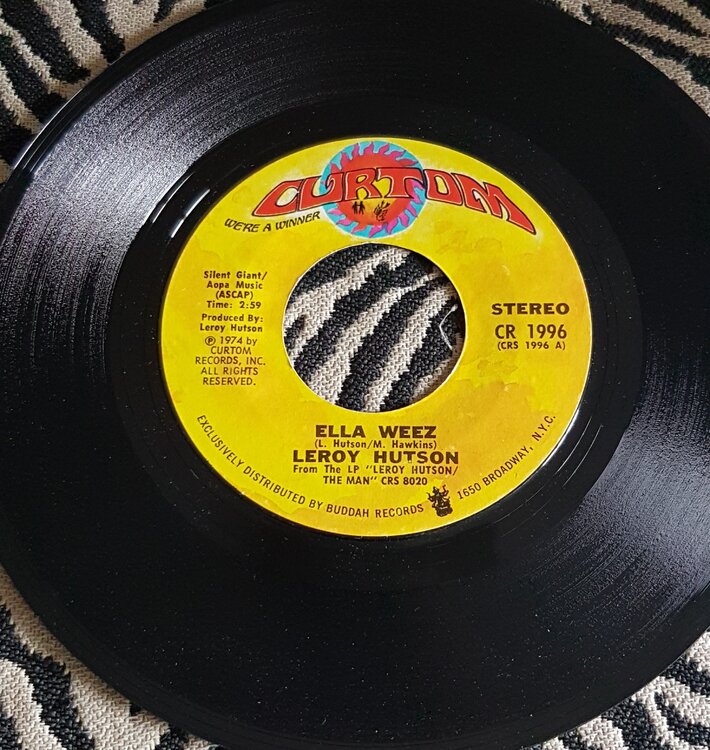 CURTOM
WE'RE A WINNER
Silent Giant/
Aopa Music
(ASCAP)
Time: 2:59
Produced By:
Leroy Hutson
Ⓟ 1974 by
CURTOM
RECORDS, INC.
ALL RIGHTS
RESERVED.
STEREO
CR 1996
(CRS 1996 A)
ELLA WEEZ
(L. Hutson/M. Hawkins)
LEROY HUTSON
From The LP "LEROY HUTSON/
THE MAN" CRS 8020
EXCLUSIVELY DISTRIBUTED BY BUDDAH RECORDS 1650 BROADWAY, N.Y.C.